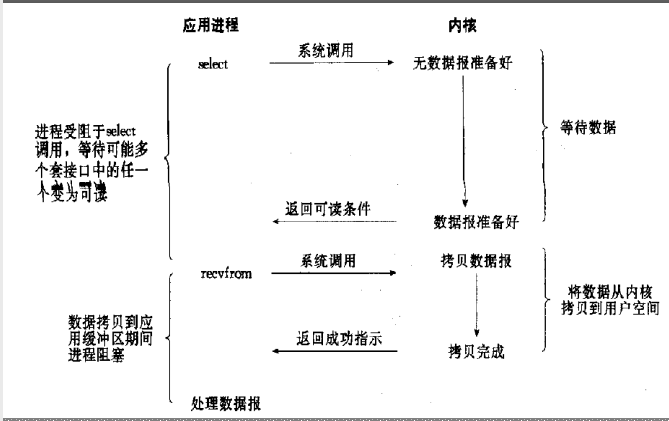 应用进程
内核
select
系统调用
无数据报准备好
进程受阻于select
调用，等待可能多
个套接口中的任一
个变为可读
等待数据
返回可读条件
数据报准备好
recvfrom
系统调用
拷贝数据报
将数据从内核
拷贝到用户空间
数据拷贝到应
用缓冲区期间
进程阻塞
返回成功指示
拷贝完成
处理数据报